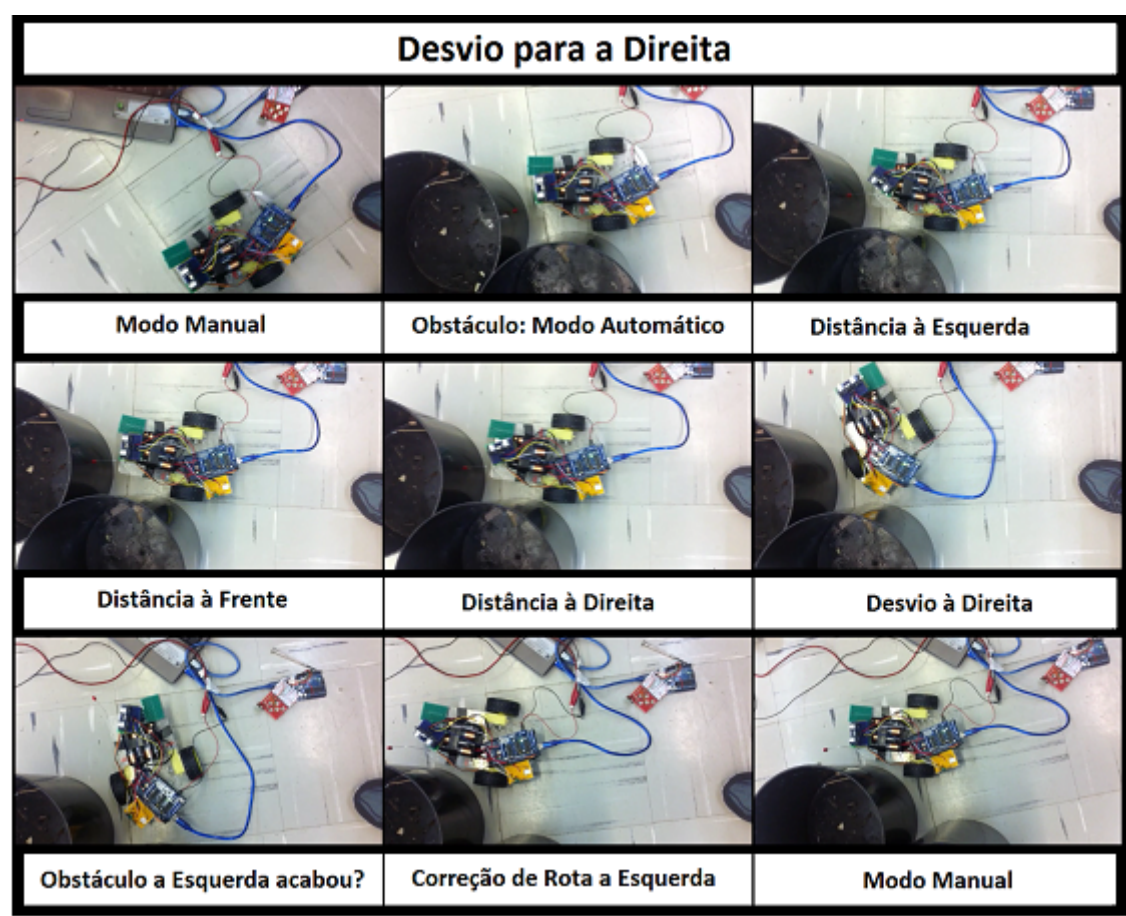 Desvio para a Direita
Modo Manual
Obstáculo: Modo Automático
Distância à Esquerda
Distância à Frente
Distância à Direita
Desvio à Direita
Obstáculo a Esquerda acabou?
Correção de Rota a Esquerda
Modo Manual